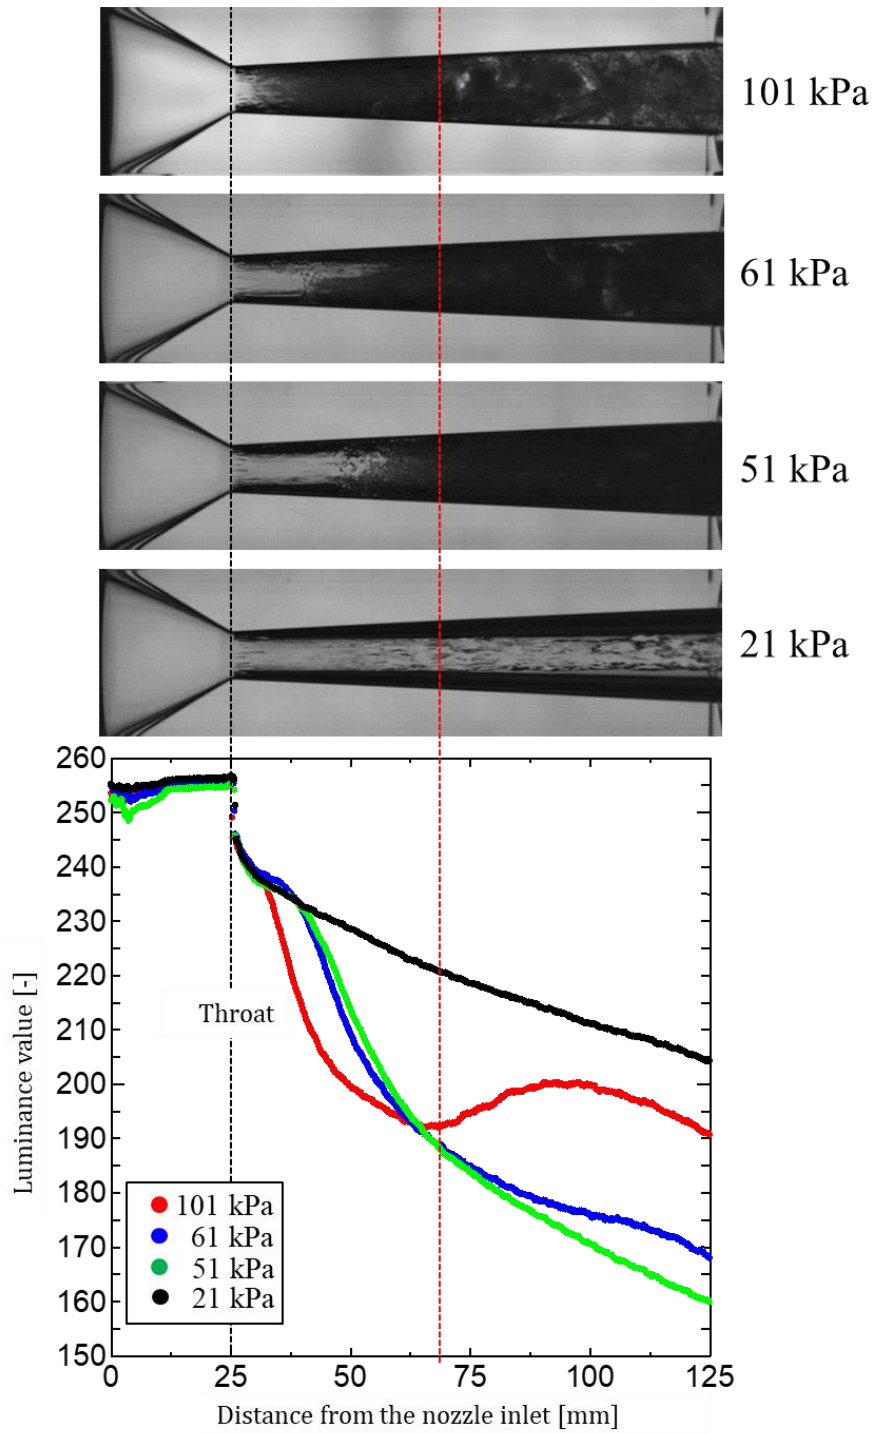 101 kPa
61 kPa
51 kPa
21 kPa
260
250
240
230
220
210
200
190
180
170
160
150
Luminance value [-]
Throat
101 kPa
61 kPa
51 kPa
21 kPa
0
25
50
75
100
125
Distance from the nozzle inlet [mm]